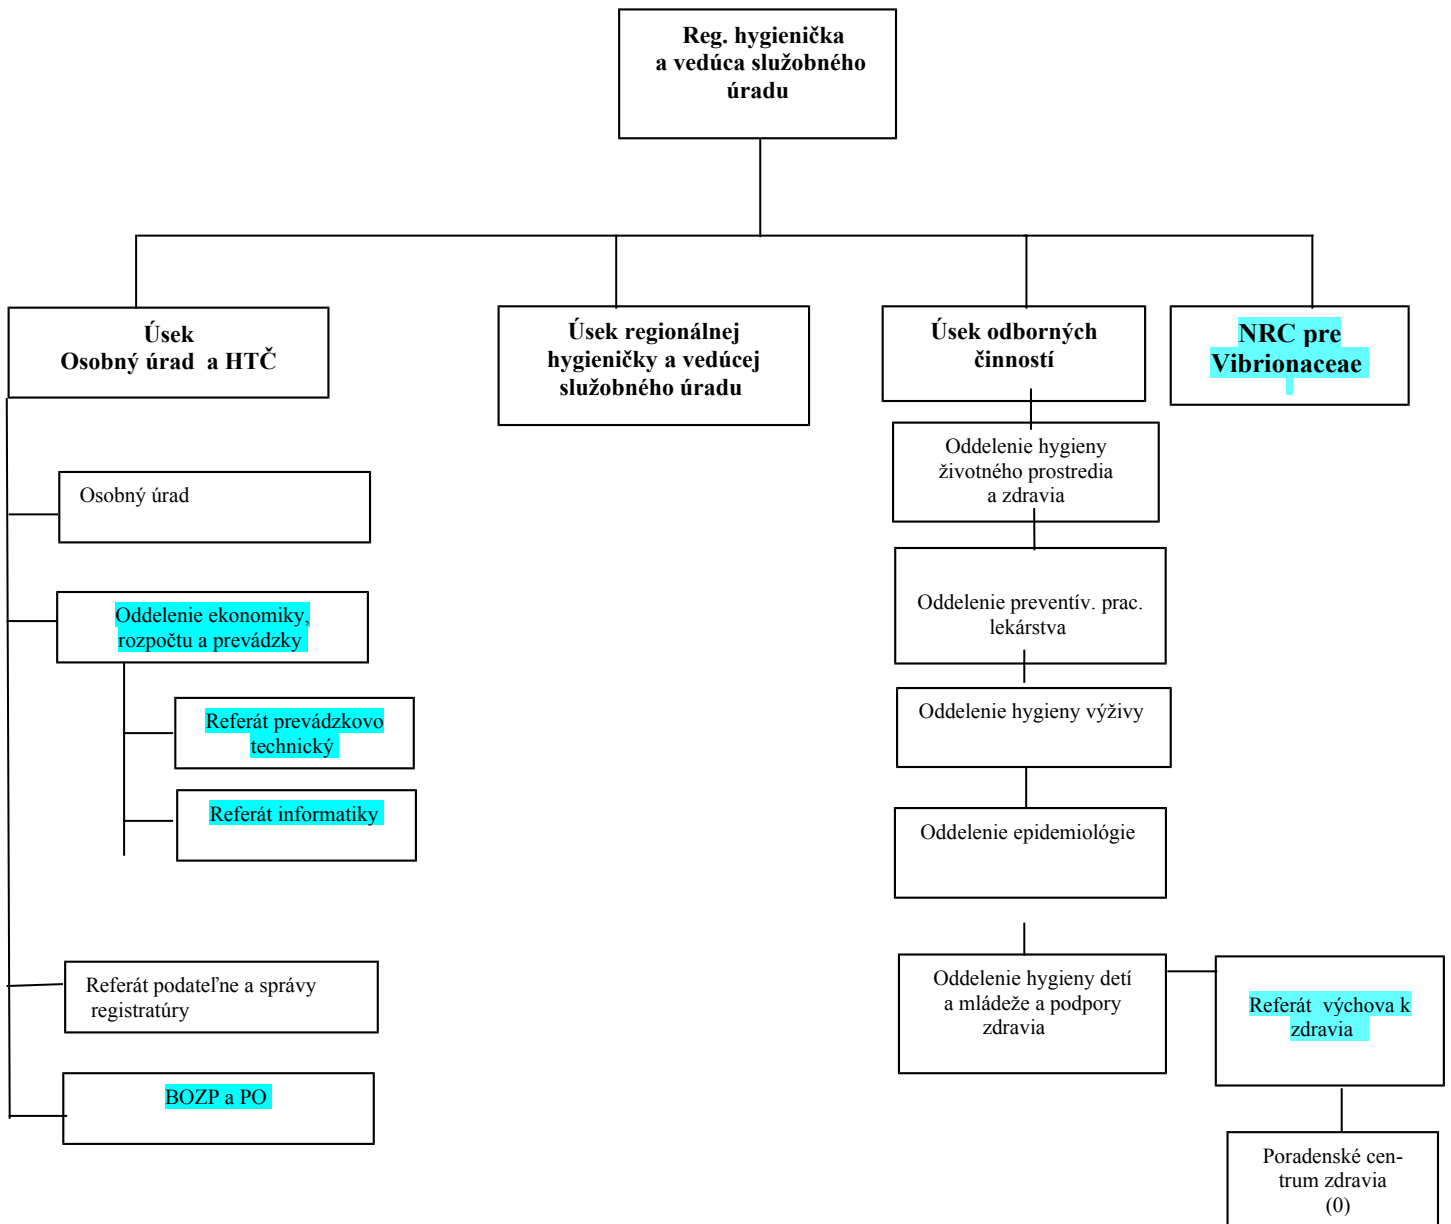 Reg. hygienička
a vedúca služobného
úradu
Úsek
Osobný úrad a HTČ
Úsek regionálnej
hygieničky a vedúcej
služobného úradu
Úsek odborných
činností
NRC pre
Vibrionaceae
Osobný úrad
Oddelenie ekonomiky,
rozpočtu a prevádzky
Referát prevádzkovo
technický
Referát informatiky
Referát podateľne a správy
registratúry
BOZP a PO
Oddelenie hygieny
životného prostredia
a zdravia
Oddelenie preventív. prac.
lekárstva
Oddelenie hygieny výživy
Oddelenie epidemiológie
Oddelenie hygieny detí
a mládeže a podpory
zdravia
Referát výchova k
zdravia
Poradenské cen-
trum zdravia
(0)